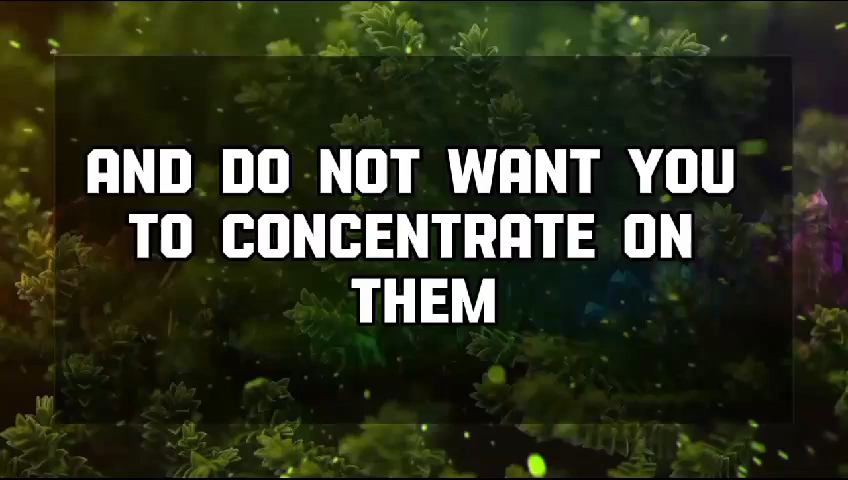 AND DO NOT WANT YOU
TO CONCENTRATE ON
THEM